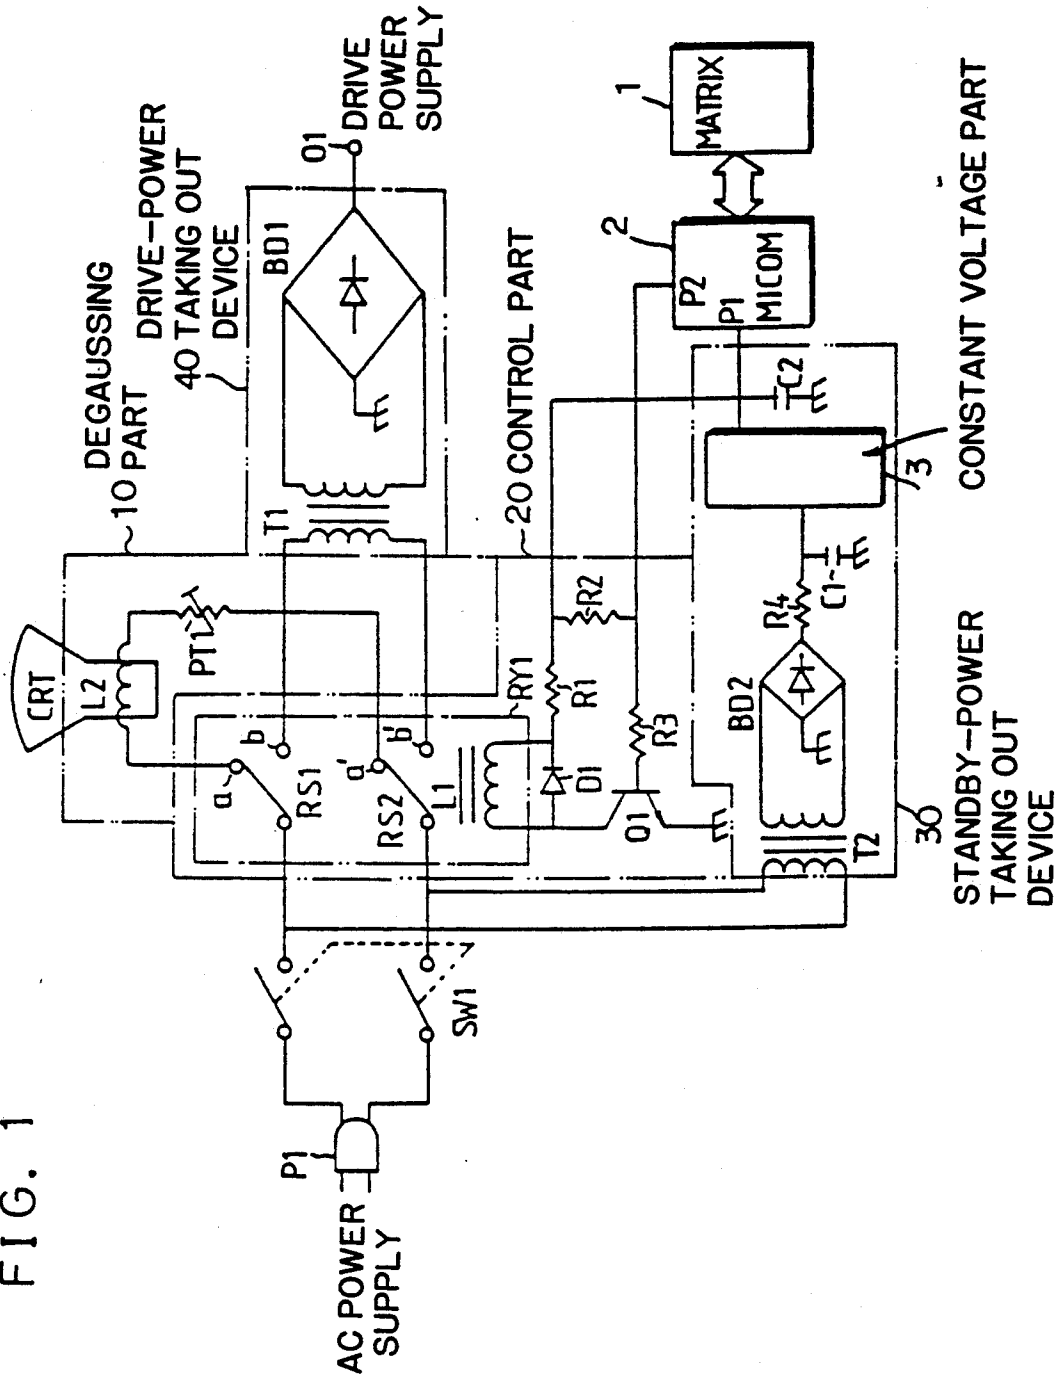 FIG. 1
CRT
L2
10 DEGAUSSING
PART
PT1
40
DRIVE-POWER
TAKING OUT
DEVICE
a
b
RS1
T1
BD1
01
DRIVE
POWER
SUPPLY
P1
AC POWER
SUPPLY
SW1
a'
b'
RS2
L1
RY1
20 CONTROL PART
D1
R1
R2
R3
Q1
2
P2
P1
MICOM
1
MATRIX
C2
BD2
R4
C1
T2
3
CONSTANT VOLTAGE PART
30
STANDBY-POWER
TAKING OUT
DEVICE